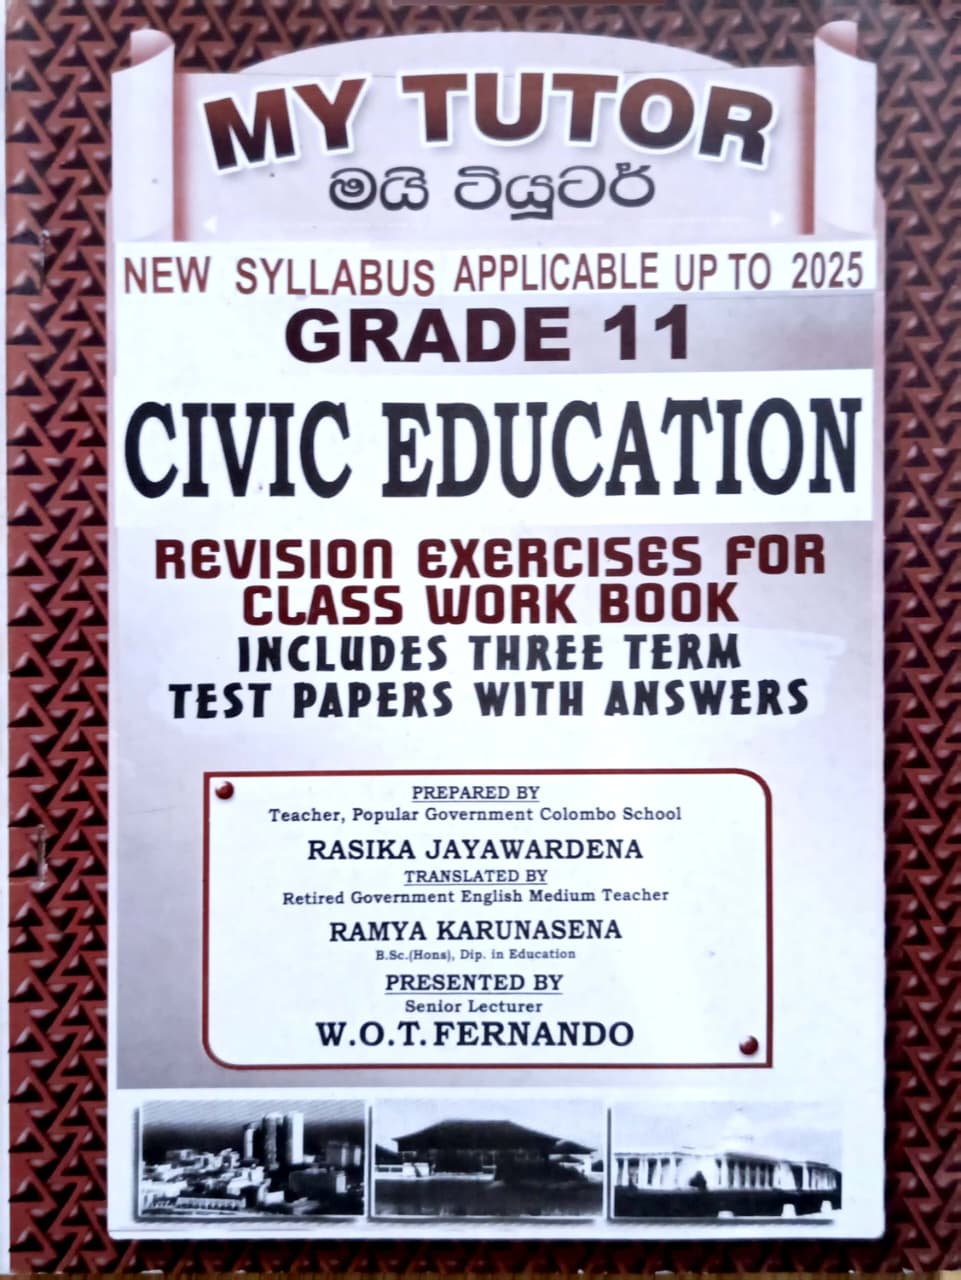 MY TUTOR
මයි ටියුටර්
NEW SYLLABUS APPLICABLE UP TO 2025
GRADE 11
CIVIC EDUCATION
REVISION EXERCISES FOR
CLASS WORK BOOK
INCLUDES THREE TERM
TEST PAPERS WITH ANSWERS
PREPARED BY
Teacher, Popular Government Colombo School
RASIKA JAYAWARDENA
TRANSLATED BY
Retired Government English Medium Teacher
RAMYA KARUNASENA
B.Sc.(Hons), Dip. in Education
PRESENTED BY
Senior Lecturer
W.O.T. FERNANDO